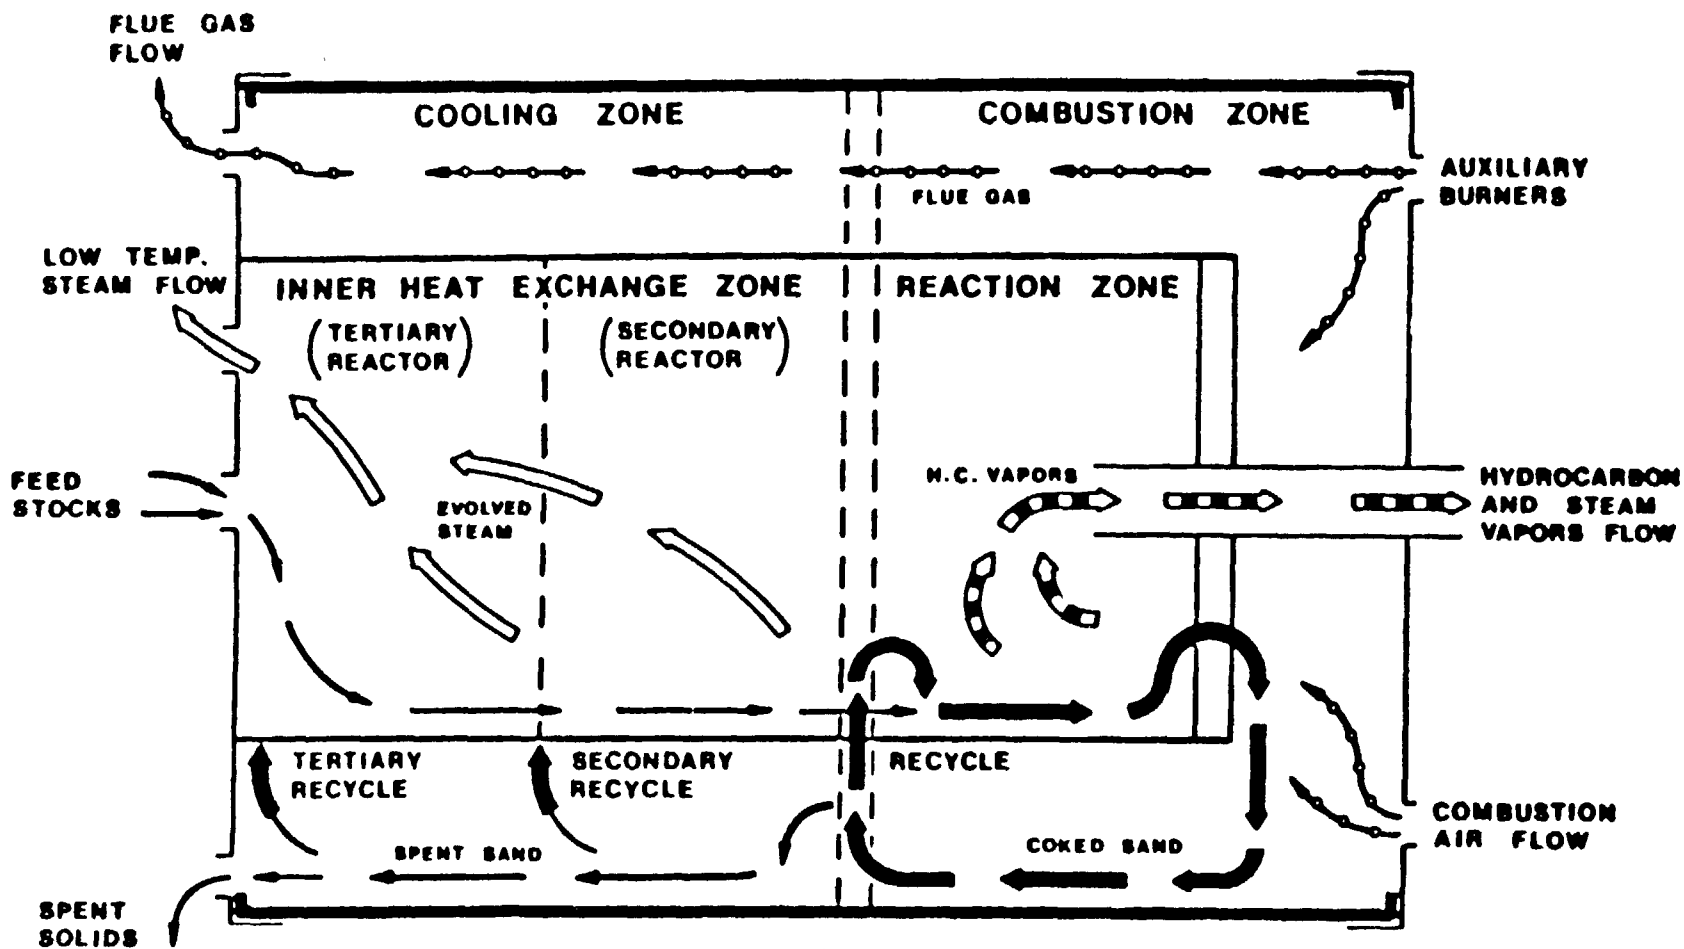 FLUE GAS
FLOW
COOLING ZONE
COMBUSTION ZONE
AUXILIARY
BURNERS
FLUE GAS
LOW TEMP.
STEAM FLOW
INNER HEAT EXCHANGE ZONE
REACTION ZONE
(TERTIARY
REACTOR)
(SECONDARY
REACTOR)
FEED
STOCKS
EVOLVED
STEAM
H.C. VAPORS
HYDROCARBON
AND STEAM
VAPORS FLOW
TERTIARY
RECYCLE
SECONDARY
RECYCLE
RECYCLE
SPENT SAND
COKED SAND
COMBUSTION
AIR FLOW
SPENT
SOLIDS